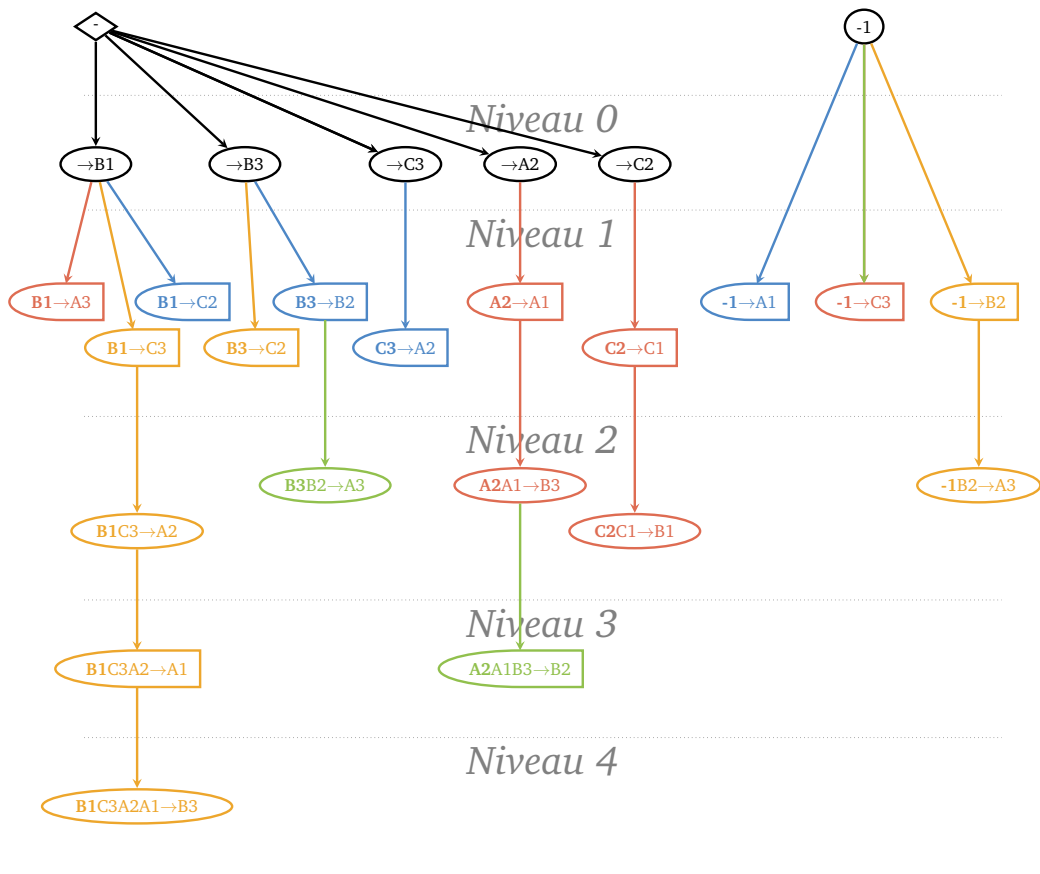 -
-1
Niveau 0
→B1
→B3
→C3
→A2
→C2
Niveau 1
B1→A3
B1→C2
B3→B2
A2→A1
-1→A1
-1→C3
-1→B2
B1→C3
B3→C2
C3→A2
C2→C1
Niveau 2
B3B2→A3
A2A1→B3
-1B2→A3
B1C3→A2
C2C1→B1
Niveau 3
B1C3A2→A1
A2A1B3→B2
Niveau 4
B1C3A2A1→B3